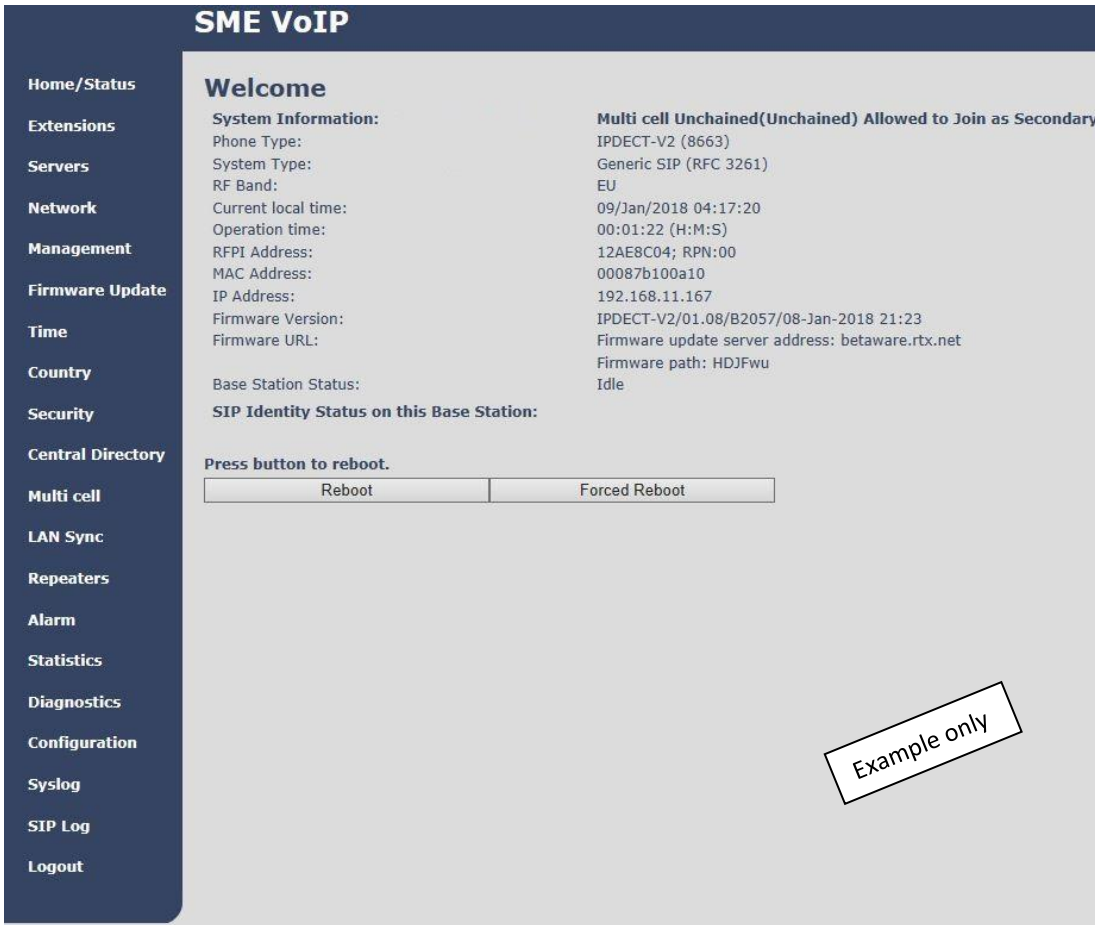 SME VoIP
Home/Status
Extensions
Servers
Network
Management
Firmware Update
Time
Country
Security
Central Directory
Multi cell
LAN Sync
Repeaters
Alarm
Statistics
Diagnostics
Configuration
Syslog
SIP Log
Logout
Welcome
System Information: Multi cell Unchained(Unchained) Allowed to Join as Secondary
Phone Type: IPDECT-V2 (8663)
System Type: Generic SIP (RFC 3261)
RF Band: EU
Current local time: 09/Jan/2018 04:17:20
Operation time: 00:01:22 (H:M:S)
RFPI Address: 12AE8C04; RPN:00
MAC Address: 00087b100a10
IP Address: 192.168.11.167
Firmware Version: IPDECT-V2/01.08/B2057/08-Jan-2018 21:23
Firmware URL: Firmware update server address: betaware.rtx.net
Firmware path: HDJFwu
Base Station Status: Idle
SIP Identity Status on this Base Station:
Press button to reboot.
Reboot Forced Reboot
Example only